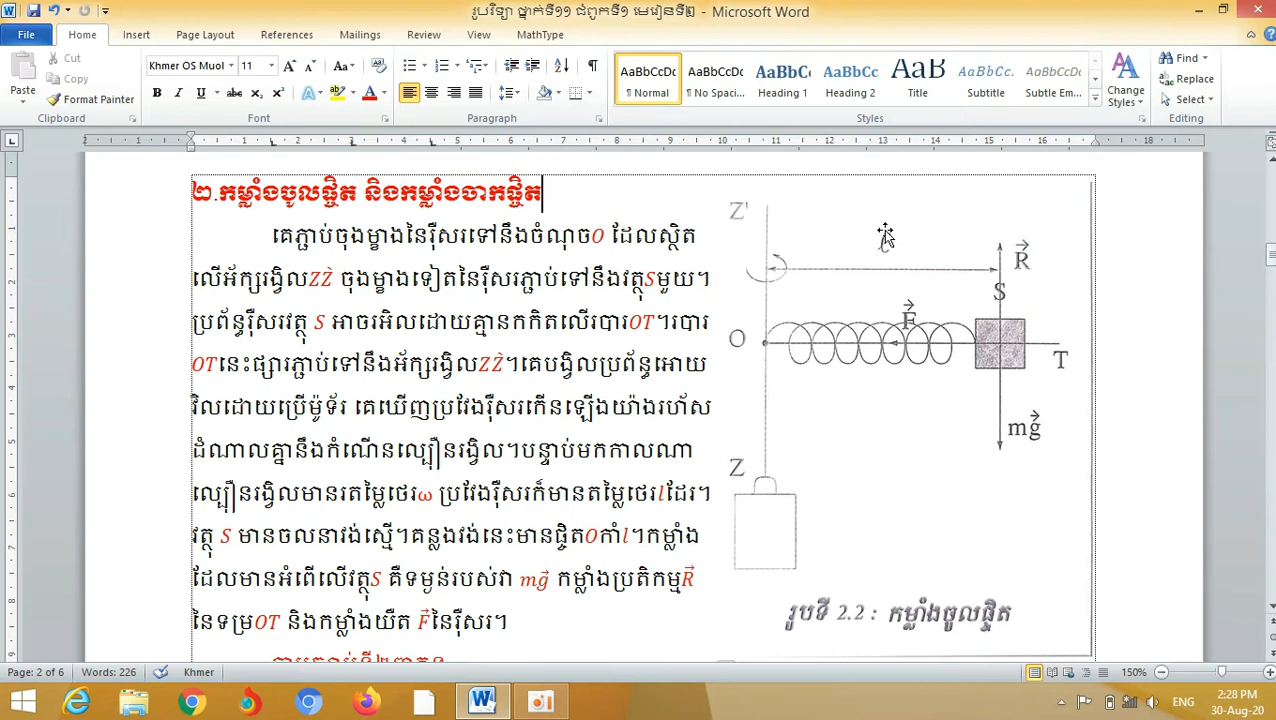 រូបវិទ្យា ថ្នាក់ទី១១ ជំពូកទី១ មេរៀនទី២ - Microsoft Word
File Home Insert Page Layout References Mailings Review View MathType
Cut
Copy
Format Painter
Paste
Khmer OS Muol 11
Clipboard Font Paragraph Styles Editing
AaBbCcDc AaBbCcDc AaBbC AaBbCc AaB AaBbCc. AaBbCcDc
¶ Normal ¶ No Spaci... Heading 1 Heading 2 Title Subtitle Subtle Em...
Change Styles
Find
Replace
Select
២.កម្លាំងចូលផ្ចិត និងកម្លាំងចាកផ្ចិត
គេភ្ជាប់ចុងម្ខាងនៃរ៉ឺសរទៅនឹងចំណុចO ដែលស្ថិត
លើអ័ក្សរង្វិលZZ̀ ចុងម្ខាងទៀតនៃរ៉ឺសរភ្ជាប់ទៅនឹងវត្ថុSមួយ។
ប្រព័ន្ធរ៉ឺសរវត្ថុ S អាចរអិលដោយគ្មានកកិតលើរបារOT។របារ
OTនេះផ្សារភ្ជាប់ទៅនឹងអ័ក្សរង្វិលZZ̀។គេបង្វិលប្រព័ន្ធអោយ
វិលដោយប្រើម៉ូទ័រ គេឃើញប្រវែងរ៉ឺសរកើនឡើងយ៉ាងរហ័ស
ដំណាលគ្នានឹងកំណើនល្បឿនរង្វិល។បន្ទាប់មកកាលណា
ល្បឿនរង្វិលមានរតម្លៃថេរω ប្រវែងរ៉ឺសរក៏មានតម្លៃថេរlដែរ។
វត្ថុ S មានចលនាវង់ស្មើ។គន្លងវង់នេះមានផ្ចិតOកាំl។កម្លាំង
ដែលមានអំពើលើវត្ថុS គឺទម្ងន់របស់វា mg⃗ កម្លាំងប្រតិកម្មR⃗
នៃទម្រOT និងកម្លាំងយឺត F⃗នៃរ៉ឺសរ។
Z'
R⃗
S
F⃗
O
T
mg⃗
Z
រូបទី 2.2 : កម្លាំងចូលផ្ចិត
Page: 2 of 6 Words: 226 Khmer 150%
ENG 2:28 PM
30-Aug-20